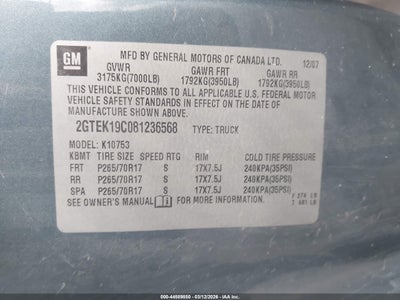 GM
MFD BY GENERAL MOTORS OF CANADA LTD. 12/07
GVWR GAWR FRT GAWR RR
3175KG(7000LB) 1792KG(3950LB) 1792KG(3950LB)
THIS VEHICLE CONFORMS TO ALL APPLICABLE U.S. FEDERAL
MOTOR VEHICLE SAFETY STANDARDS IN EFFECT ON THE DATE
OF MANUFACTURE SHOWN ABOVE.
2GTEK19C081236568 TYPE: TRUCK
MODEL: K10753
KBMT TIRE SIZE SPEED RTG RIM COLD TIRE PRESSURE
FRT P265/70R17 S 17X7.5J 240KPA(35PSI)
RR P265/70R17 S 17X7.5J 240KPA(35PSI)
SPA P265/70R17 S 17X7.5J 240KPA(35PSI)
SEE OWNER'S MANUAL FOR MORE INFORMATION.
© 2026 - IAA, Inc.